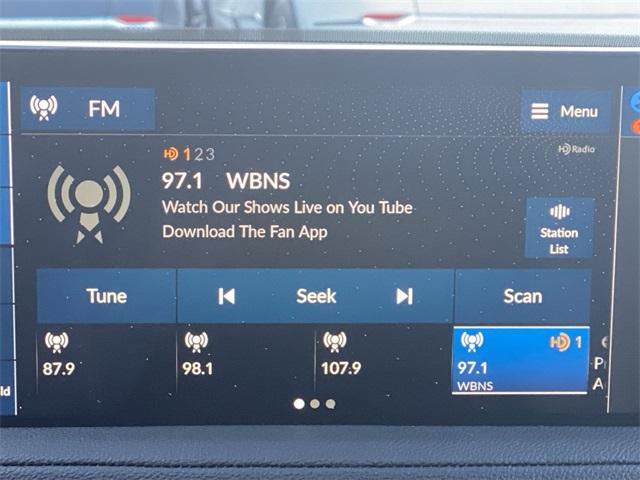 FM
Menu
HD 1 2 3
HD Radio
97.1 WBNS
Watch Our Shows Live on You Tube
Download The Fan App
Station
List
Tune
Seek
Scan
HD 1
87.9
98.1
107.9
97.1
WBNS
P
A
ld